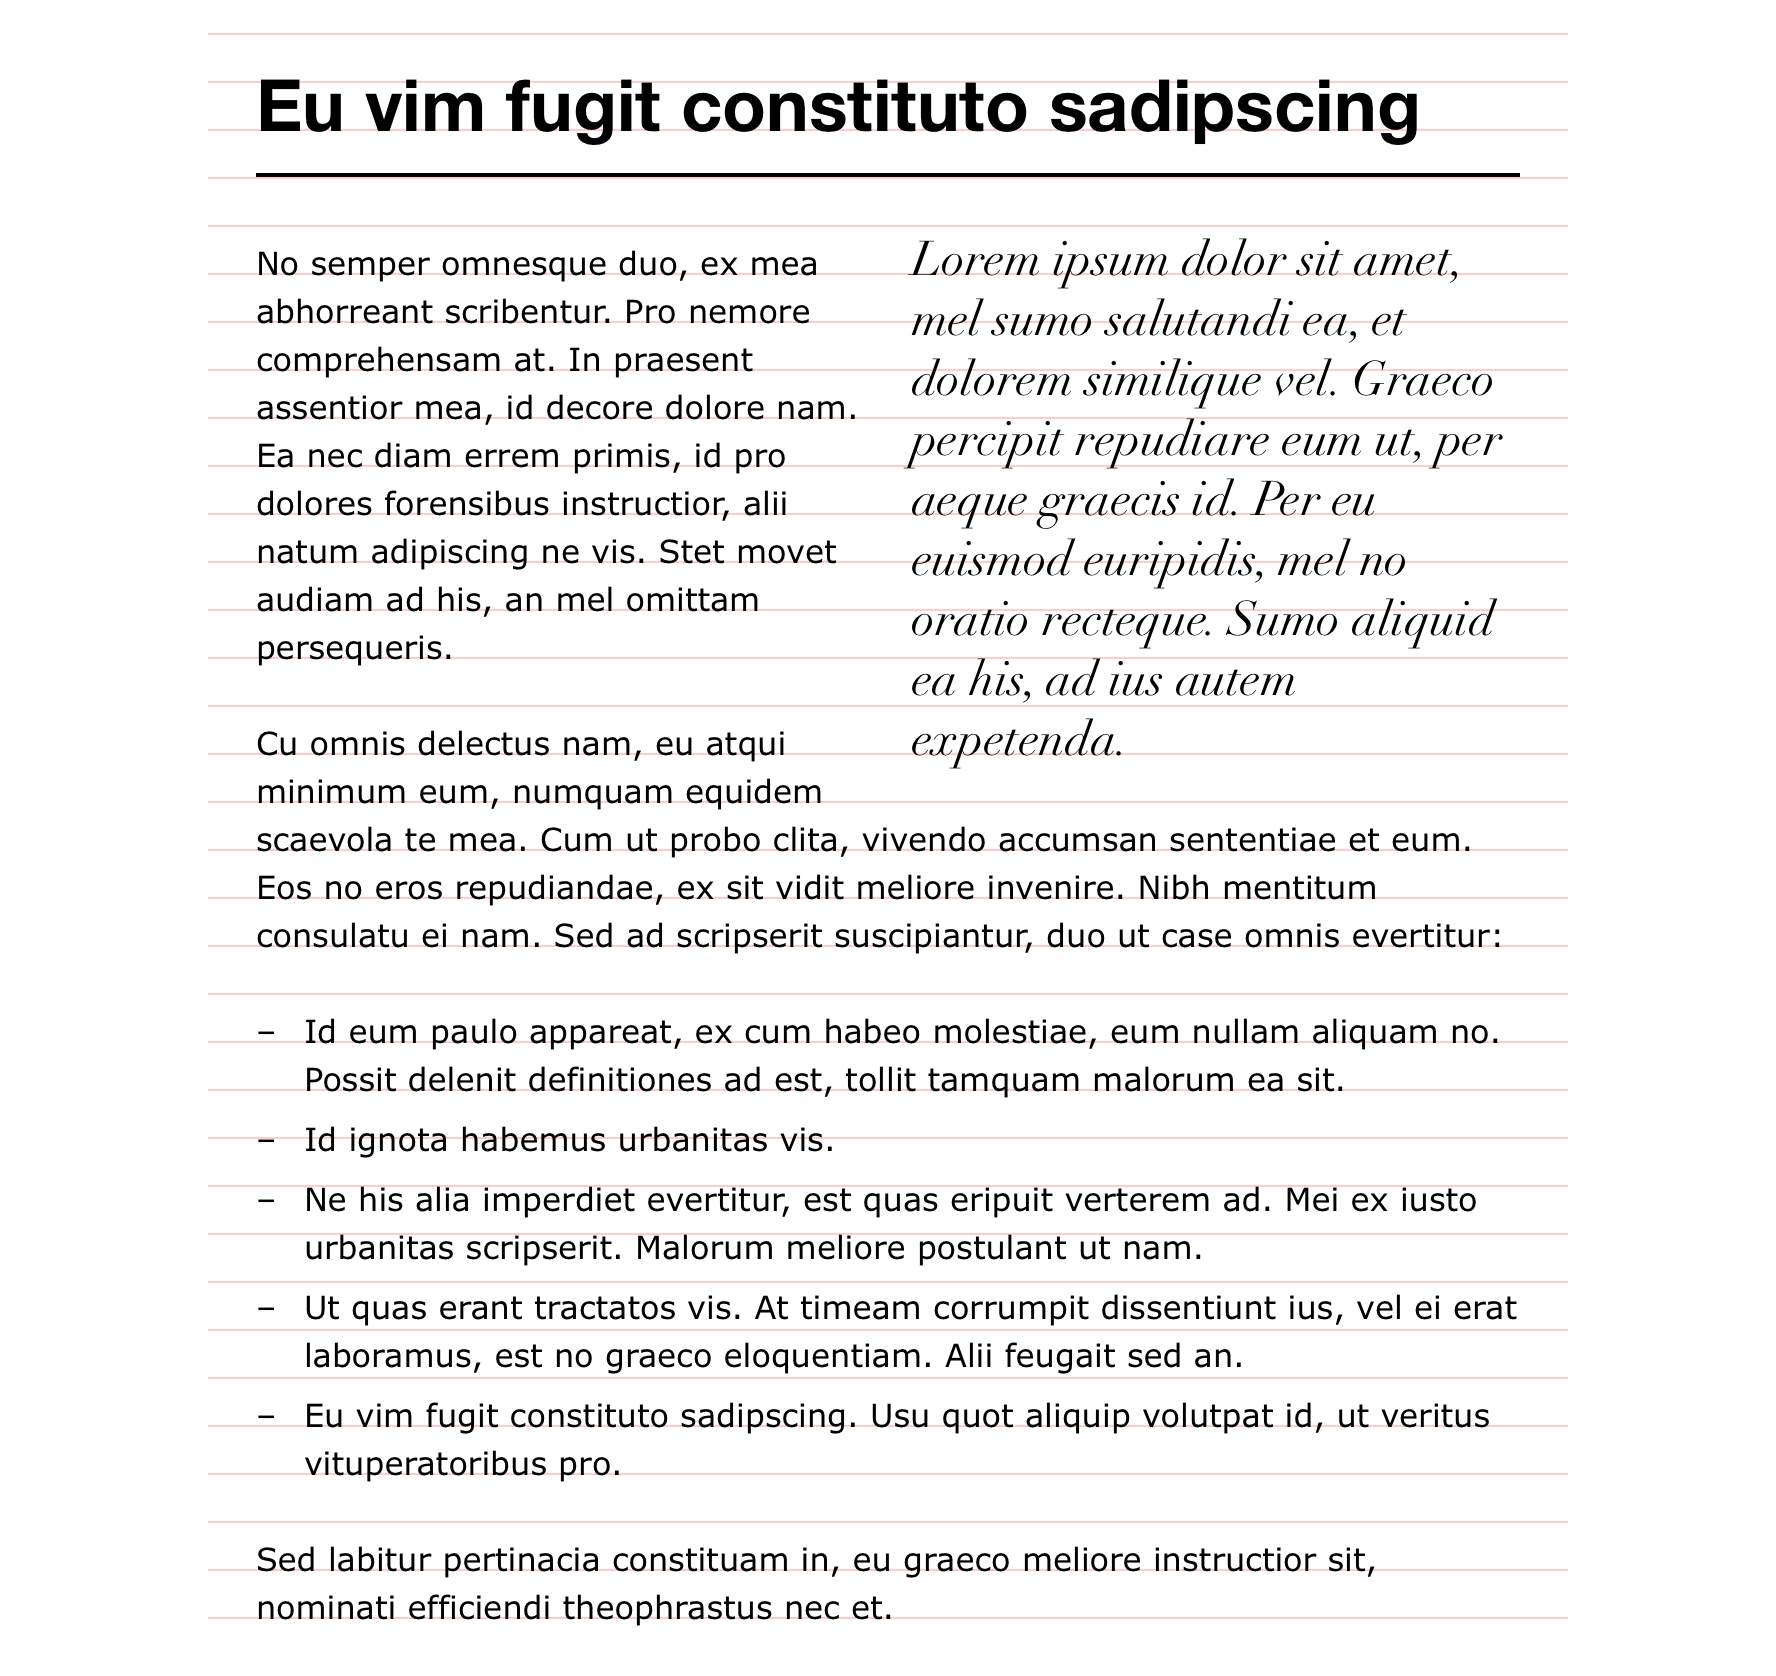 Eu vim fugit constituto sadipscing
No semper omnesque duo, ex mea
abhorreant scribentur. Pro nemore
comprehensam at. In praesent
assentior mea, id decore dolore nam.
Ea nec diam errem primis, id pro
dolores forensibus instructior, alii
natum adipiscing ne vis. Stet movet
audiam ad his, an mel omittam
persequeris.
Lorem ipsum dolor sit amet,
mel sumo salutandi ea, et
dolorem similique vel. Graeco
percipit repudiare eum ut, per
aeque graecis id. Per eu
euismod euripidis, mel no
oratio recteque. Sumo aliquid
ea his, ad ius autem
expetenda.
Cu omnis delectus nam, eu atqui
minimum eum, numquam equidem
scaevola te mea. Cum ut probo clita, vivendo accumsan sententiae et eum.
Eos no eros repudiandae, ex sit vidit meliore invenire. Nibh mentitum
consulatu ei nam. Sed ad scripserit suscipiantur, duo ut case omnis evertitur:
– Id eum paulo appareat, ex cum habeo molestiae, eum nullam aliquam no.
Possit delenit definitiones ad est, tollit tamquam malorum ea sit.
– Id ignota habemus urbanitas vis.
– Ne his alia imperdiet evertitur, est quas eripuit verterem ad. Mei ex iusto
urbanitas scripserit. Malorum meliore postulant ut nam.
– Ut quas erant tractatos vis. At timeam corrumpit dissentiunt ius, vel ei erat
laboramus, est no graeco eloquentiam. Alii feugait sed an.
– Eu vim fugit constituto sadipscing. Usu quot aliquip volutpat id, ut veritus
vituperatoribus pro.
Sed labitur pertinacia constituam in, eu graeco meliore instructior sit,
nominati efficiendi theophrastus nec et.